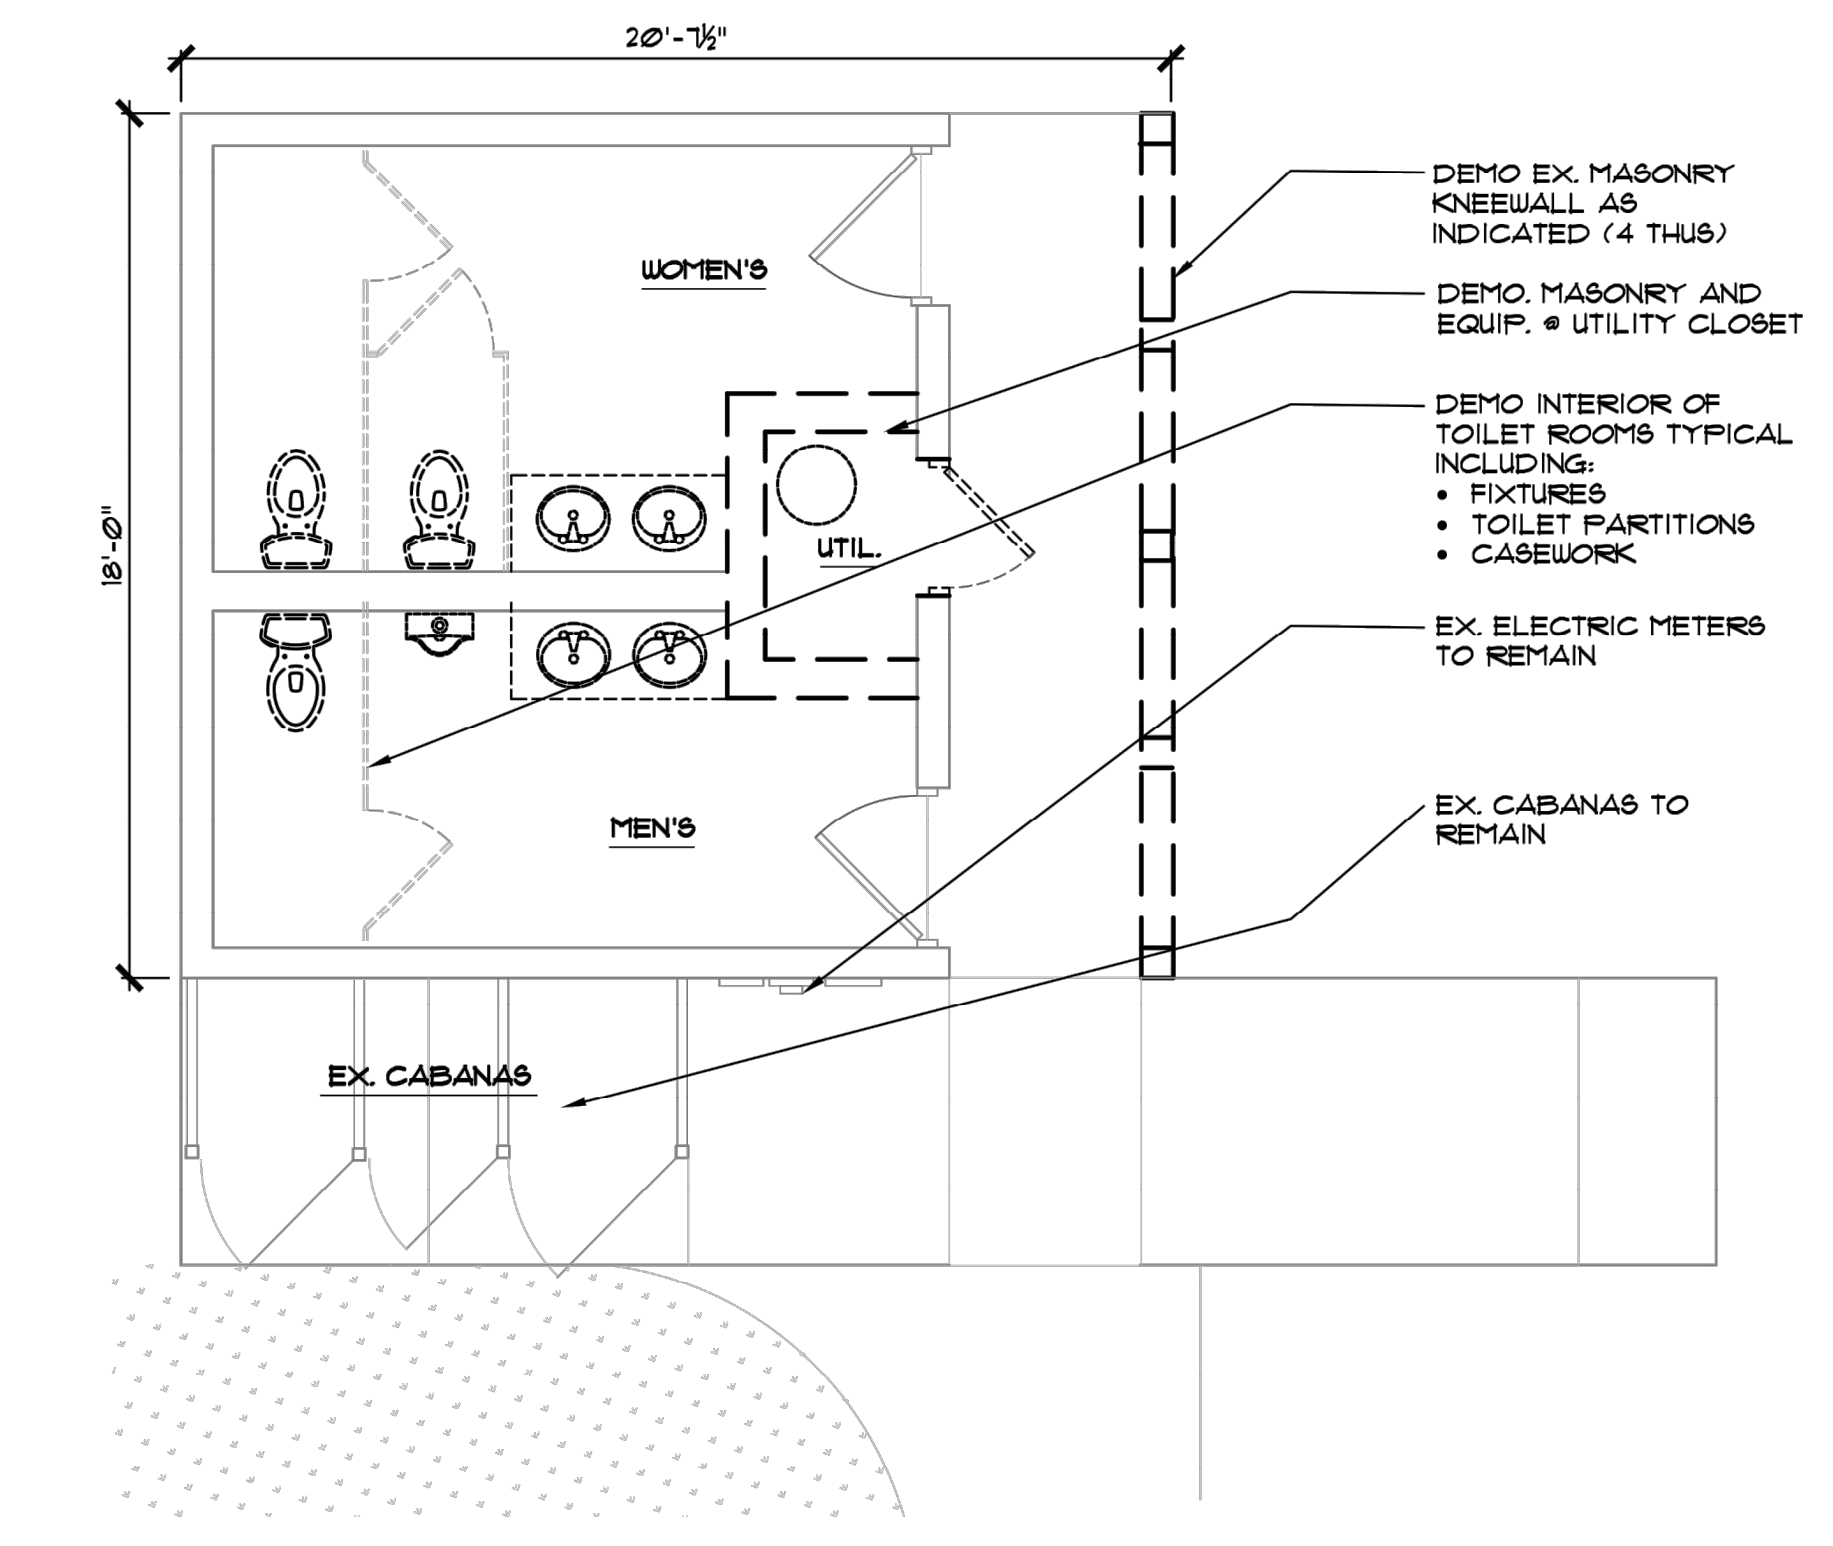 20'-7½"
DEMO EX. MASONRY
KNEEWALL AS
INDICATED (4 THUS)
WOMEN'S
DEMO. MASONRY AND
EQUIP. @ UTILITY CLOSET
DEMO INTERIOR OF
TOILET ROOMS TYPICAL
INCLUDING:
• FIXTURES
• TOILET PARTITIONS
• CASEWORK
18'-0"
UTIL.
EX. ELECTRIC METERS
TO REMAIN
MEN'S
EX. CABANAS TO
REMAIN
EX. CABANAS